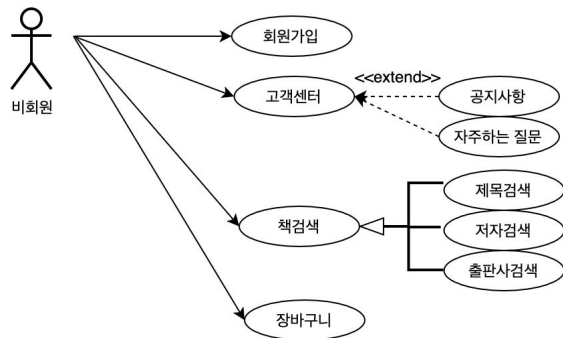 비회원
회원가입
고객센터
<<extend>>
공지사항
자주하는 질문
책검색
제목검색
저자검색
출판사검색
장바구니